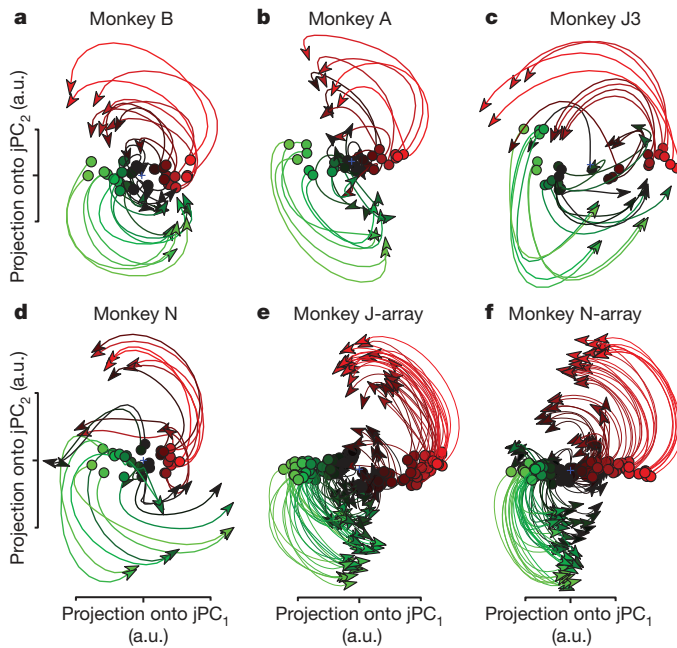 a Monkey B
b Monkey A
c Monkey J3
Projection onto jPC2 (a.u.)
d Monkey N
e Monkey J-array
f Monkey N-array
Projection onto jPC2 (a.u.)
Projection onto jPC1
(a.u.)
Projection onto jPC1
(a.u.)
Projection onto jPC1
(a.u.)